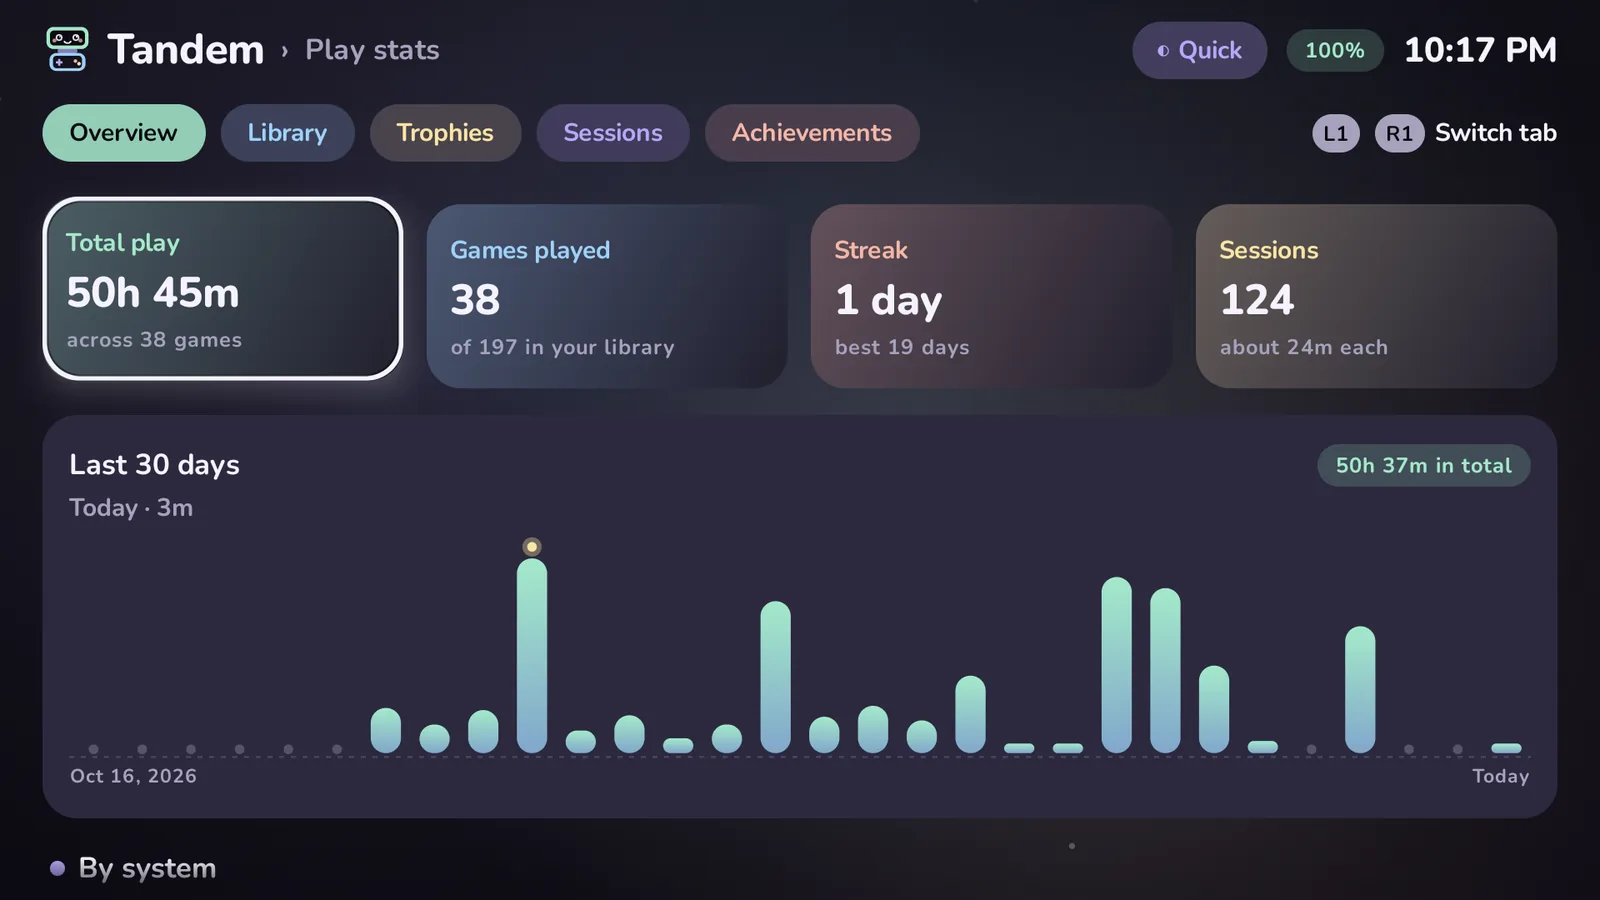 Tandem › Play stats
Quick
100%
10:17 PM
Overview
Library
Trophies
Sessions
Achievements
L1 R1 Switch tab
Total play
50h 45m
across 38 games
Games played
38
of 197 in your library
Streak
1 day
best 19 days
Sessions
124
about 24m each
Last 30 days
50h 37m in total
Today · 3m
Oct 16, 2026
Today
By system